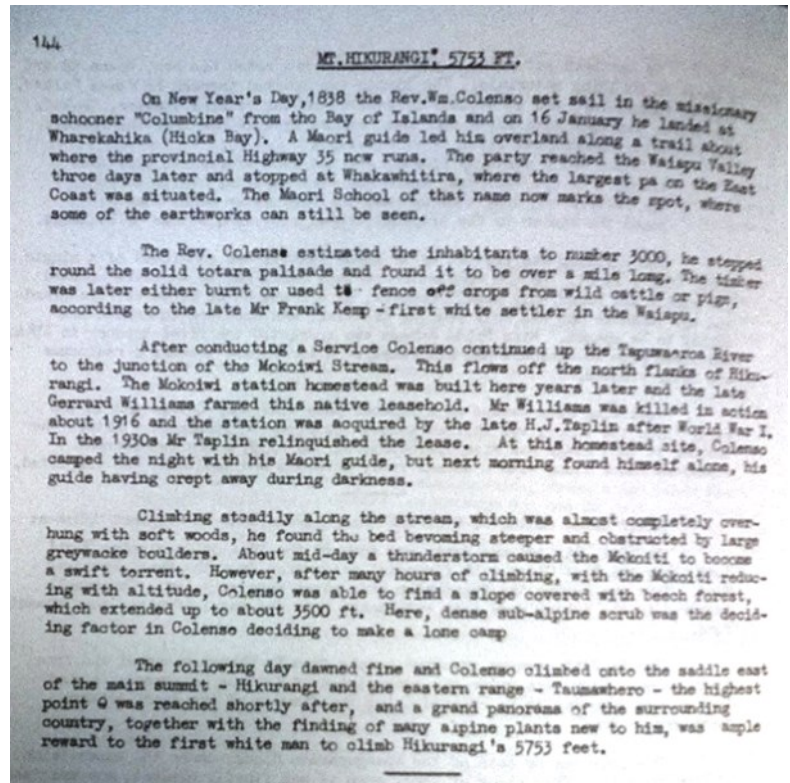 144
MT.HIKURANGI: 5753 FT.
On New Year's Day,1838 the Rev.Wm.Colenso set sail in the missionary
schooner "Columbine" from the Bay of Islands and on 16 January he landed at
Wharekahika (Hicks Bay). A Maori guide led him overland along a trail about
where the provincial Highway 35 now runs. The party reached the Waiapu Valley
three days later and stopped at Whakawhitira, where the largest pa on the East
Coast was situated. The Maori School of that name now marks the spot, where
some of the earthworks can still be seen.
The Rev. Colenso estimated the inhabitants to number 3000, he stepped
round the solid totara palisade and found it to be over a mile long. The timber
was later either burnt or used to fence off crops from wild cattle or pigs,
according to the late Mr Frank Kemp - first white settler in the Waiapu.
After conducting a Service Colenso continued up the Tapuwaeroa River
to the junction of the Mokoiwi Stream. This flows off the north flanks of Hiku-
rangi. The Mokoiwi station homestead was built here years later and the late
Gerrard Williams farmed this native leasehold. Mr Williams was killed in action
about 1916 and the station was acquired by the late H.J.Taplin after World War I.
In the 1930s Mr Taplin relinquished the lease. At this homestead site, Colenso
camped the night with his Maori guide, but next morning found himself alone, his
guide having crept away during darkness.
Climbing steadily along the stream, which was almost completely over-
hung with soft woods, he found the bed bevoming steeper and obstructed by large
greywacke boulders. About mid-day a thunderstorm caused the Mokoiti to become
a swift torrent. However, after many hours of climbing, with the Mokoiti reduc-
ing with altitude, Colenso was able to find a slope covered with beech forest,
which extended up to about 3500 ft. Here, dense sub-alpine scrub was the decid-
ing factor in Colenso deciding to make a lone camp
The following day dawned fine and Colenso climbed onto the saddle east
of the main summit - Hikurangi and the eastern range - Taumawhero - the highest
point Q was reached shortly after, and a grand panorama of the surrounding
country, together with the finding of many alpine plants new to him, was ample
reward to the first white man to climb Hikurangi's 5753 feet.